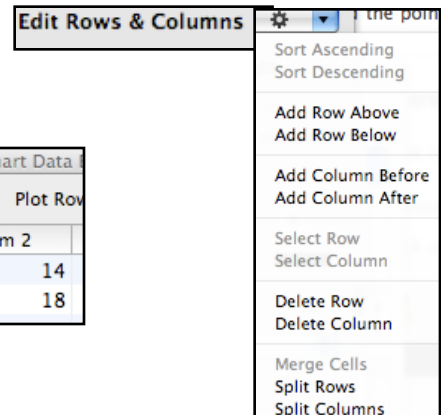 Edit Rows & Columns
the poin
Sort Ascending
Sort Descending
Add Row Above
Add Row Below
Add Column Before
Add Column After
Select Row
Select Column
Delete Row
Delete Column
Merge Cells
Split Rows
Split Columns
art Data
Plot Row
m 2
14
18